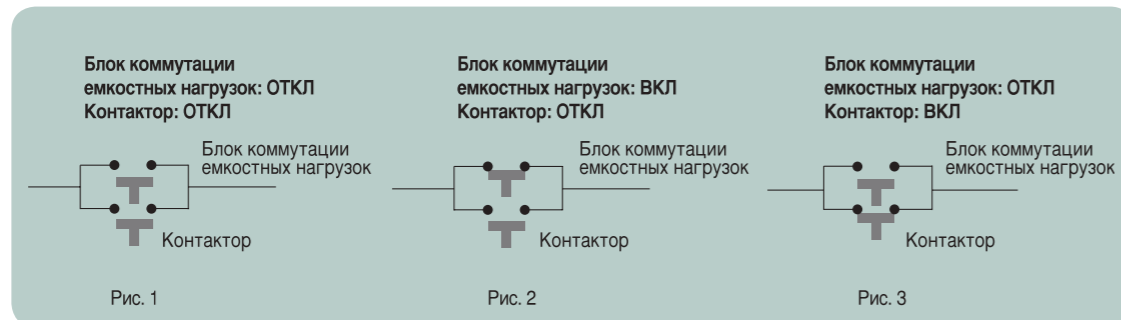 Блок коммутации
емкостных нагрузок: ОТКЛ
Контактор: ОТКЛ
Блок коммутации
емкостных нагрузок
Контактор
Рис. 1
Блок коммутации
емкостных нагрузок: ВКЛ
Контактор: ОТКЛ
Блок коммутации
емкостных нагрузок
Контактор
Рис. 2
Блок коммутации
емкостных нагрузок: ОТКЛ
Контактор: ВКЛ
Блок коммутации
емкостных нагрузок
Контактор
Рис. 3